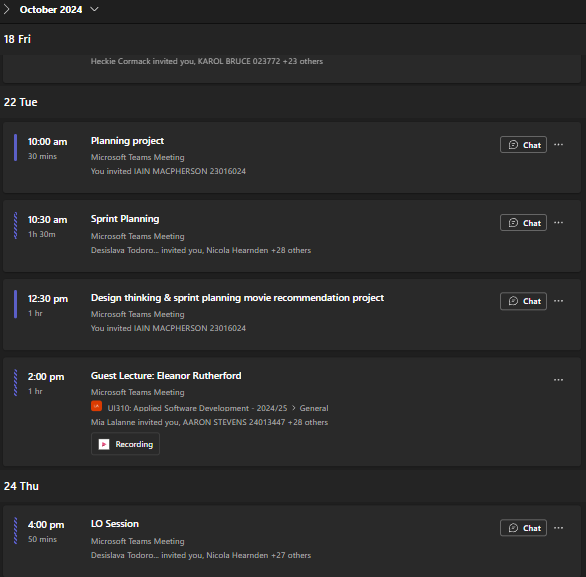 October 2024
18 Fri
Heckie Cormack invited you, KAROL BRUCE 023772 +23 others
22 Tue
10:00 am Planning project Chat
30 mins Microsoft Teams Meeting
You invited IAIN MACPHERSON 23016024
10:30 am Sprint Planning Chat
1h 30m Microsoft Teams Meeting
Desislava Todoro... invited you, Nicola Hearnden +28 others
12:30 pm Design thinking & sprint planning movie recommendation project Chat
1 hr Microsoft Teams Meeting
You invited IAIN MACPHERSON 23016024
2:00 pm Guest Lecture: Eleanor Rutherford
1 hr Microsoft Teams Meeting
UI310: Applied Software Development - 2024/25 > General
Mia Lalanne invited you, AARON STEVENS 24013447 +28 others
Recording
24 Thu
4:00 pm LO Session Chat
50 mins Microsoft Teams Meeting
Desislava Todoro... invited you, Nicola Hearnden +27 others